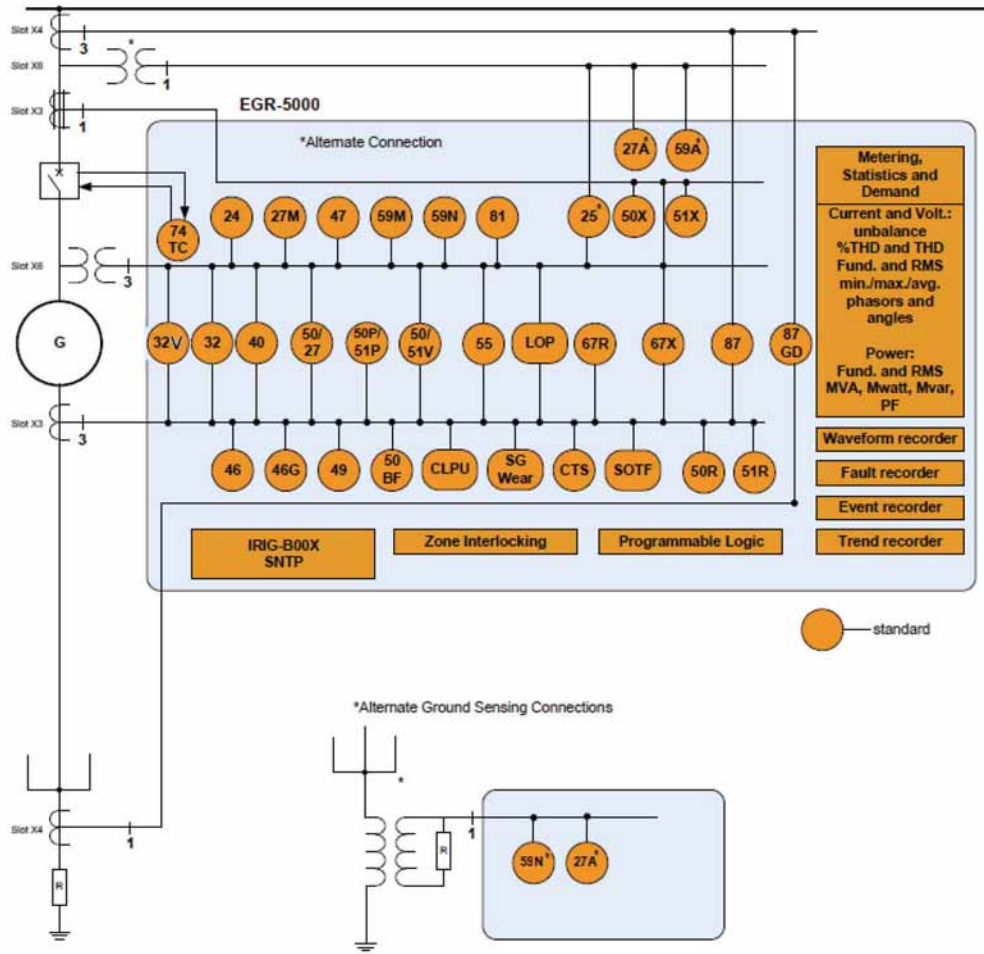 Slot X4
3
*
Slot X6
1
Slot X3
1
EGR-5000
*Alternate Connection
27A*
59A*
Metering,
Statistics and
Demand
Current and Volt.:
unbalance
%THD and THD
Fund. and RMS
min./max./avg.
phasors and
angles
Power:
Fund. and RMS
MVA, Mwatt, Mvar,
PF
74
TC
24
27M
47
59M
59N
81
25*
50X
51X
Slot X6
3
G
32V
32
40
50/
27
50P/
51P
50/
51V
55
LOP
67R
67X
87
87
GD
Slot X3
3
46
46G
49
50
BF
CLPU
SG
Wear
CTS
SOTF
50R
51R
Waveform recorder
Fault recorder
Event recorder
Trend recorder
IRIG-B00X
SNTP
Zone Interlocking
Programmable Logic
standard
*Alternate Ground Sensing Connections
*
Slot X4
1
R
R
1
59N*
27A*